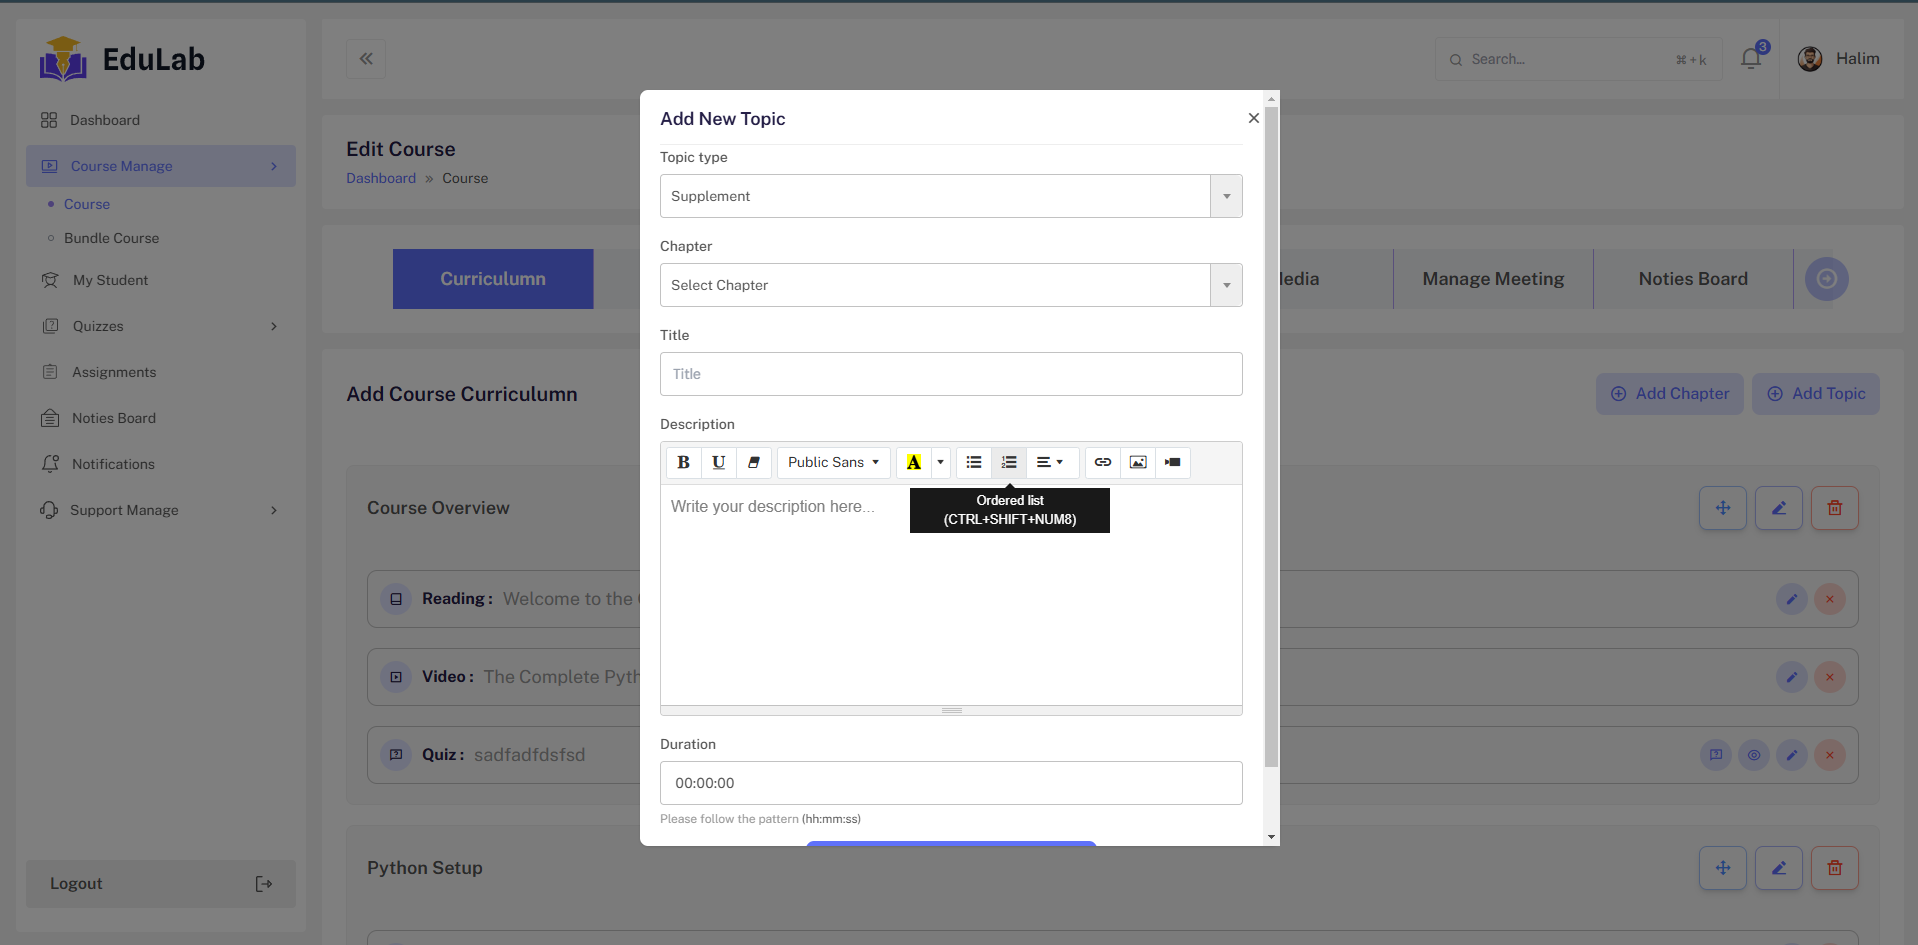 EduLab
Dashboard
Course Manage
Course
Bundle Course
My Student
Quizzes
Assignments
Noties Board
Notifications
Support Manage
Logout
Search...
⌘+k
3
Halim
Edit Course
Dashboard » Course
Curriculumn
edia
Manage Meeting
Noties Board
Add Course Curriculumn
Add Chapter
Add Topic
Course Overview
Reading : Welcome to the
Video : The Complete Pyth
Quiz : sadfadfdsfsd
Python Setup
Add New Topic
Topic type
Supplement
Chapter
Select Chapter
Title
Title
Description
B U Public Sans A
Ordered list
(CTRL+SHIFT+NUM8)
Write your description here...
Duration
00:00:00
Please follow the pattern (hh:mm:ss)